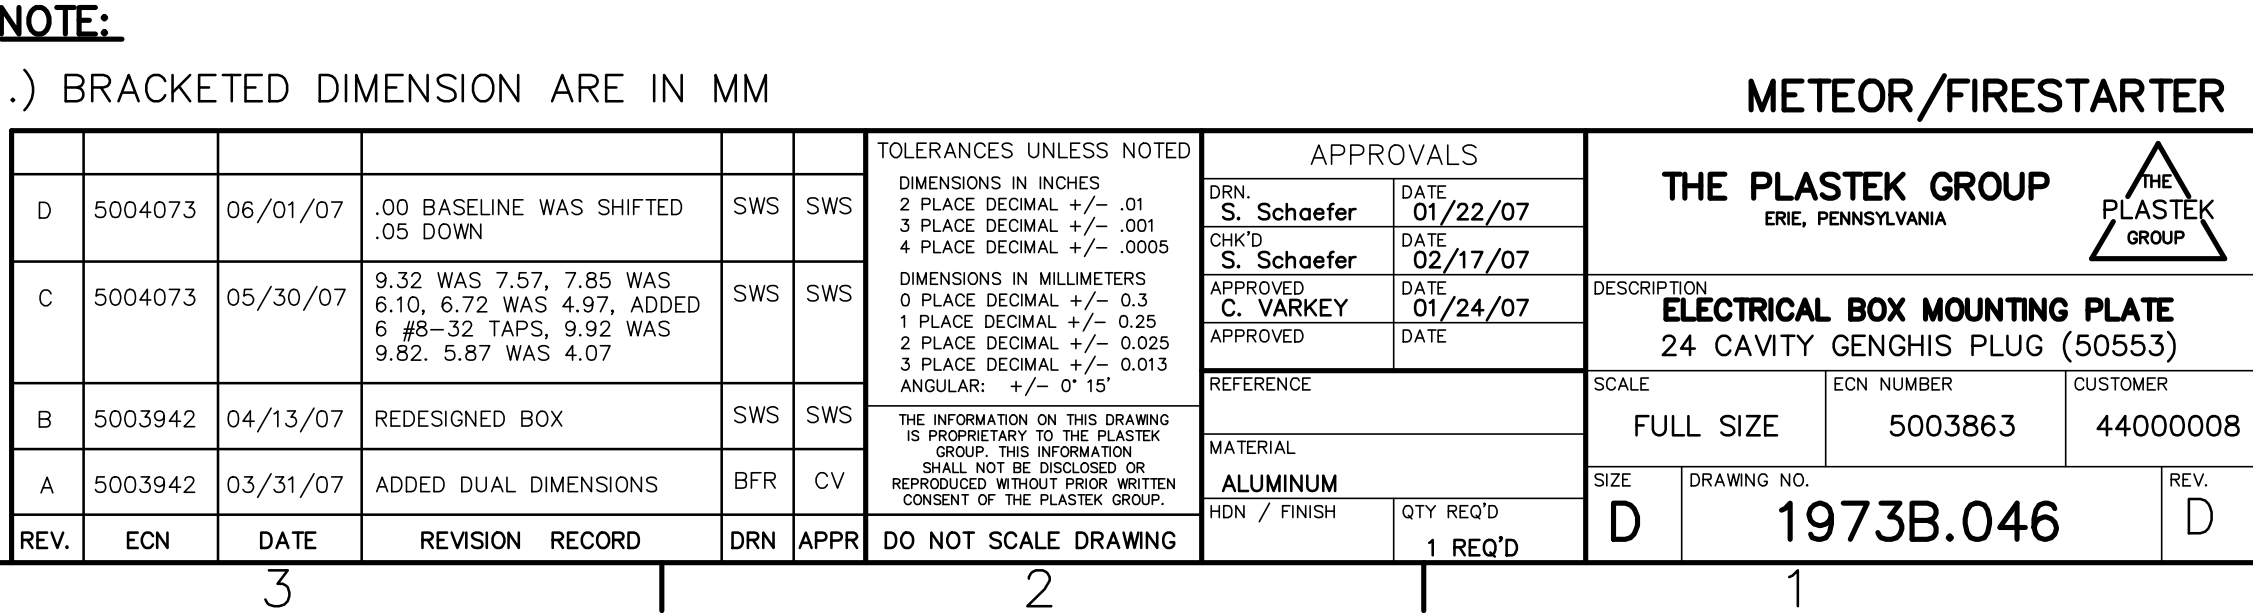 NOTE:
.) BRACKETED DIMENSION ARE IN MM
METEOR/FIRESTARTER
D 5004073 06/01/07 .00 BASELINE WAS SHIFTED SWS SWS
.05 DOWN
C 5004073 05/30/07 9.32 WAS 7.57, 7.85 WAS SWS SWS
6.10, 6.72 WAS 4.97, ADDED
6 #8-32 TAPS, 9.92 WAS
9.82. 5.87 WAS 4.07
B 5003942 04/13/07 REDESIGNED BOX SWS SWS
A 5003942 03/31/07 ADDED DUAL DIMENSIONS BFR CV
REV. ECN DATE REVISION RECORD DRN APPR
TOLERANCES UNLESS NOTED
DIMENSIONS IN INCHES
2 PLACE DECIMAL +/- .01
3 PLACE DECIMAL +/- .001
4 PLACE DECIMAL +/- .0005
DIMENSIONS IN MILLIMETERS
0 PLACE DECIMAL +/- 0.3
1 PLACE DECIMAL +/- 0.25
2 PLACE DECIMAL +/- 0.025
3 PLACE DECIMAL +/- 0.013
ANGULAR: +/- 0° 15'
THE INFORMATION ON THIS DRAWING
IS PROPRIETARY TO THE PLASTEK
GROUP. THIS INFORMATION
SHALL NOT BE DISCLOSED OR
REPRODUCED WITHOUT PRIOR WRITTEN
CONSENT OF THE PLASTEK GROUP.
DO NOT SCALE DRAWING
APPROVALS
DRN. DATE
S. Schaefer 01/22/07
CHK'D DATE
S. Schaefer 02/17/07
APPROVED DATE
C. VARKEY 01/24/07
APPROVED DATE
REFERENCE
MATERIAL
ALUMINUM
HDN / FINISH QTY REQ'D
1 REQ'D
THE PLASTEK GROUP
ERIE, PENNSYLVANIA
THE
PLASTEK
GROUP
DESCRIPTION
ELECTRICAL BOX MOUNTING PLATE
24 CAVITY GENGHIS PLUG (50553)
SCALE ECN NUMBER CUSTOMER
FULL SIZE 5003863 44000008
SIZE DRAWING NO. REV.
D 1973B.046 D
3 2 1